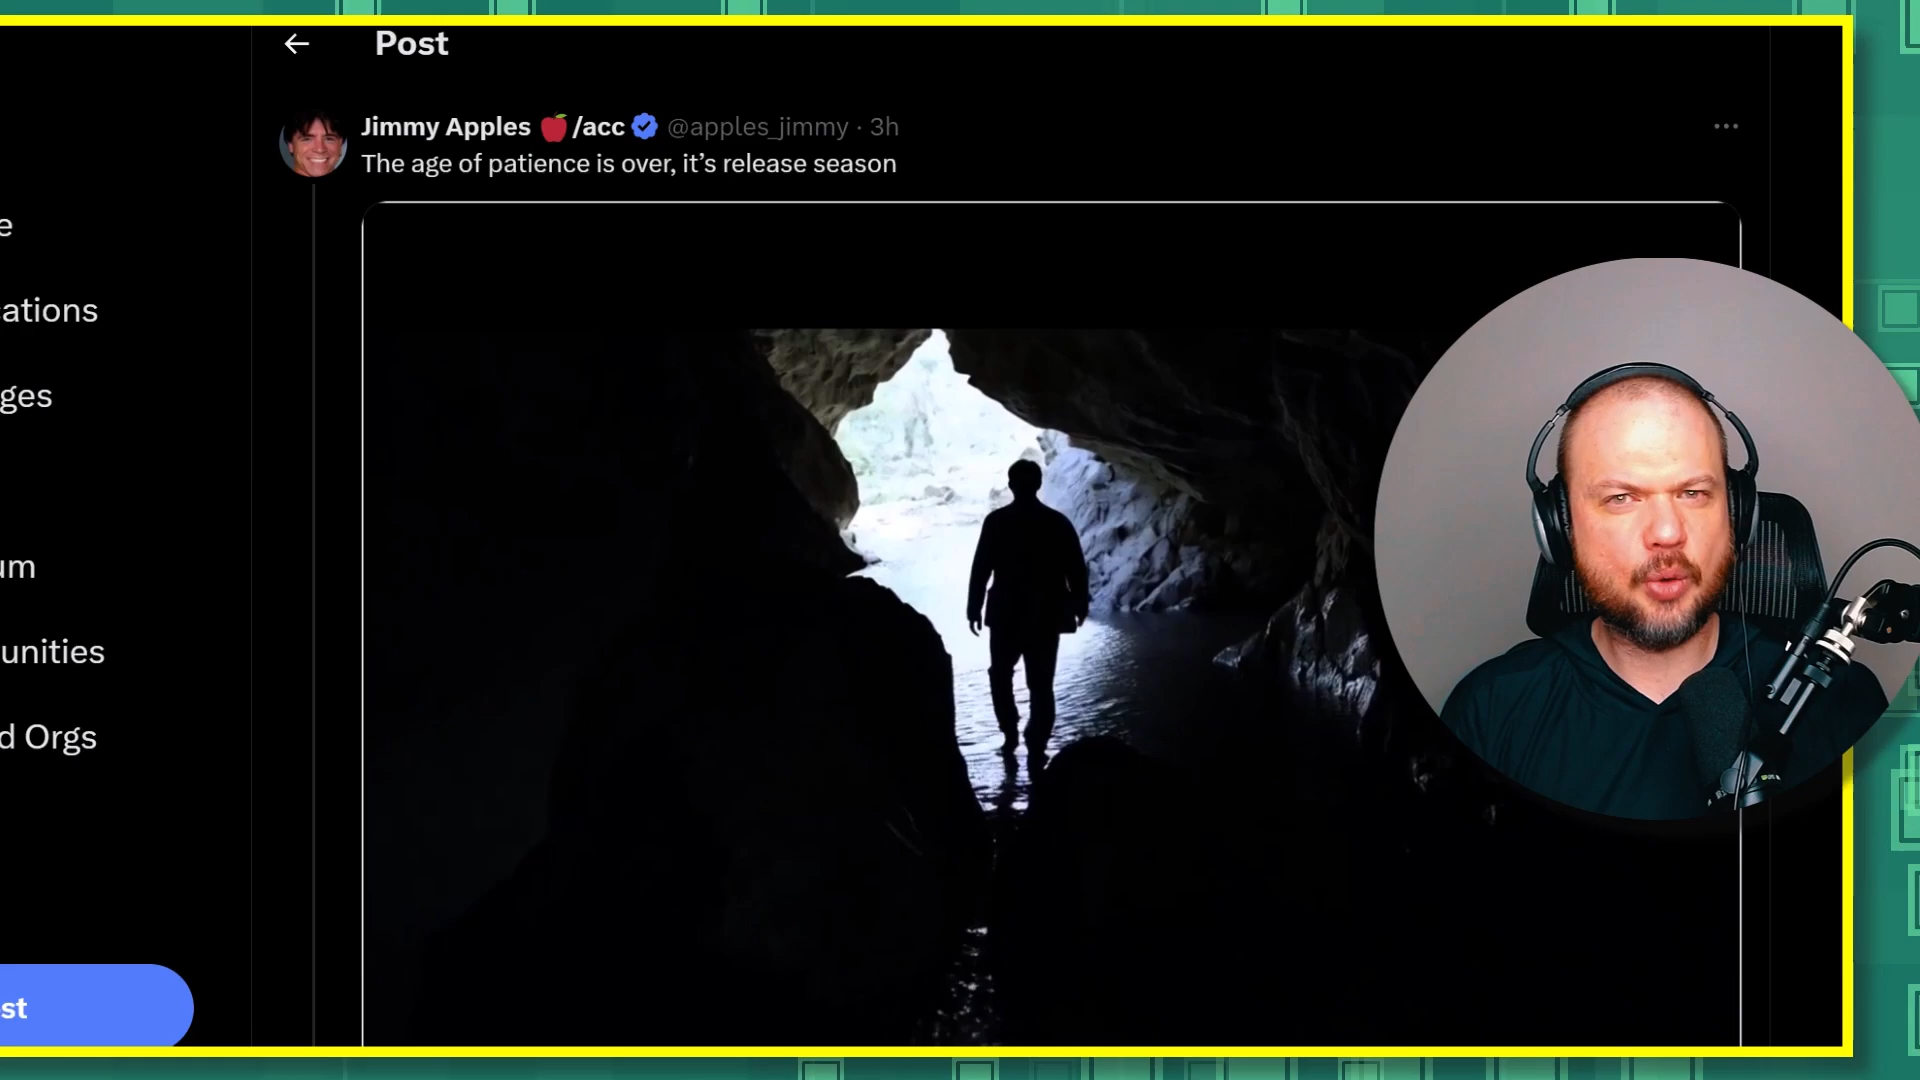 Post
Jimmy Apples 🍎/acc @apples_jimmy · 3h
The age of patience is over, it’s release season
e
ations
ges
um
unities
d Orgs
st